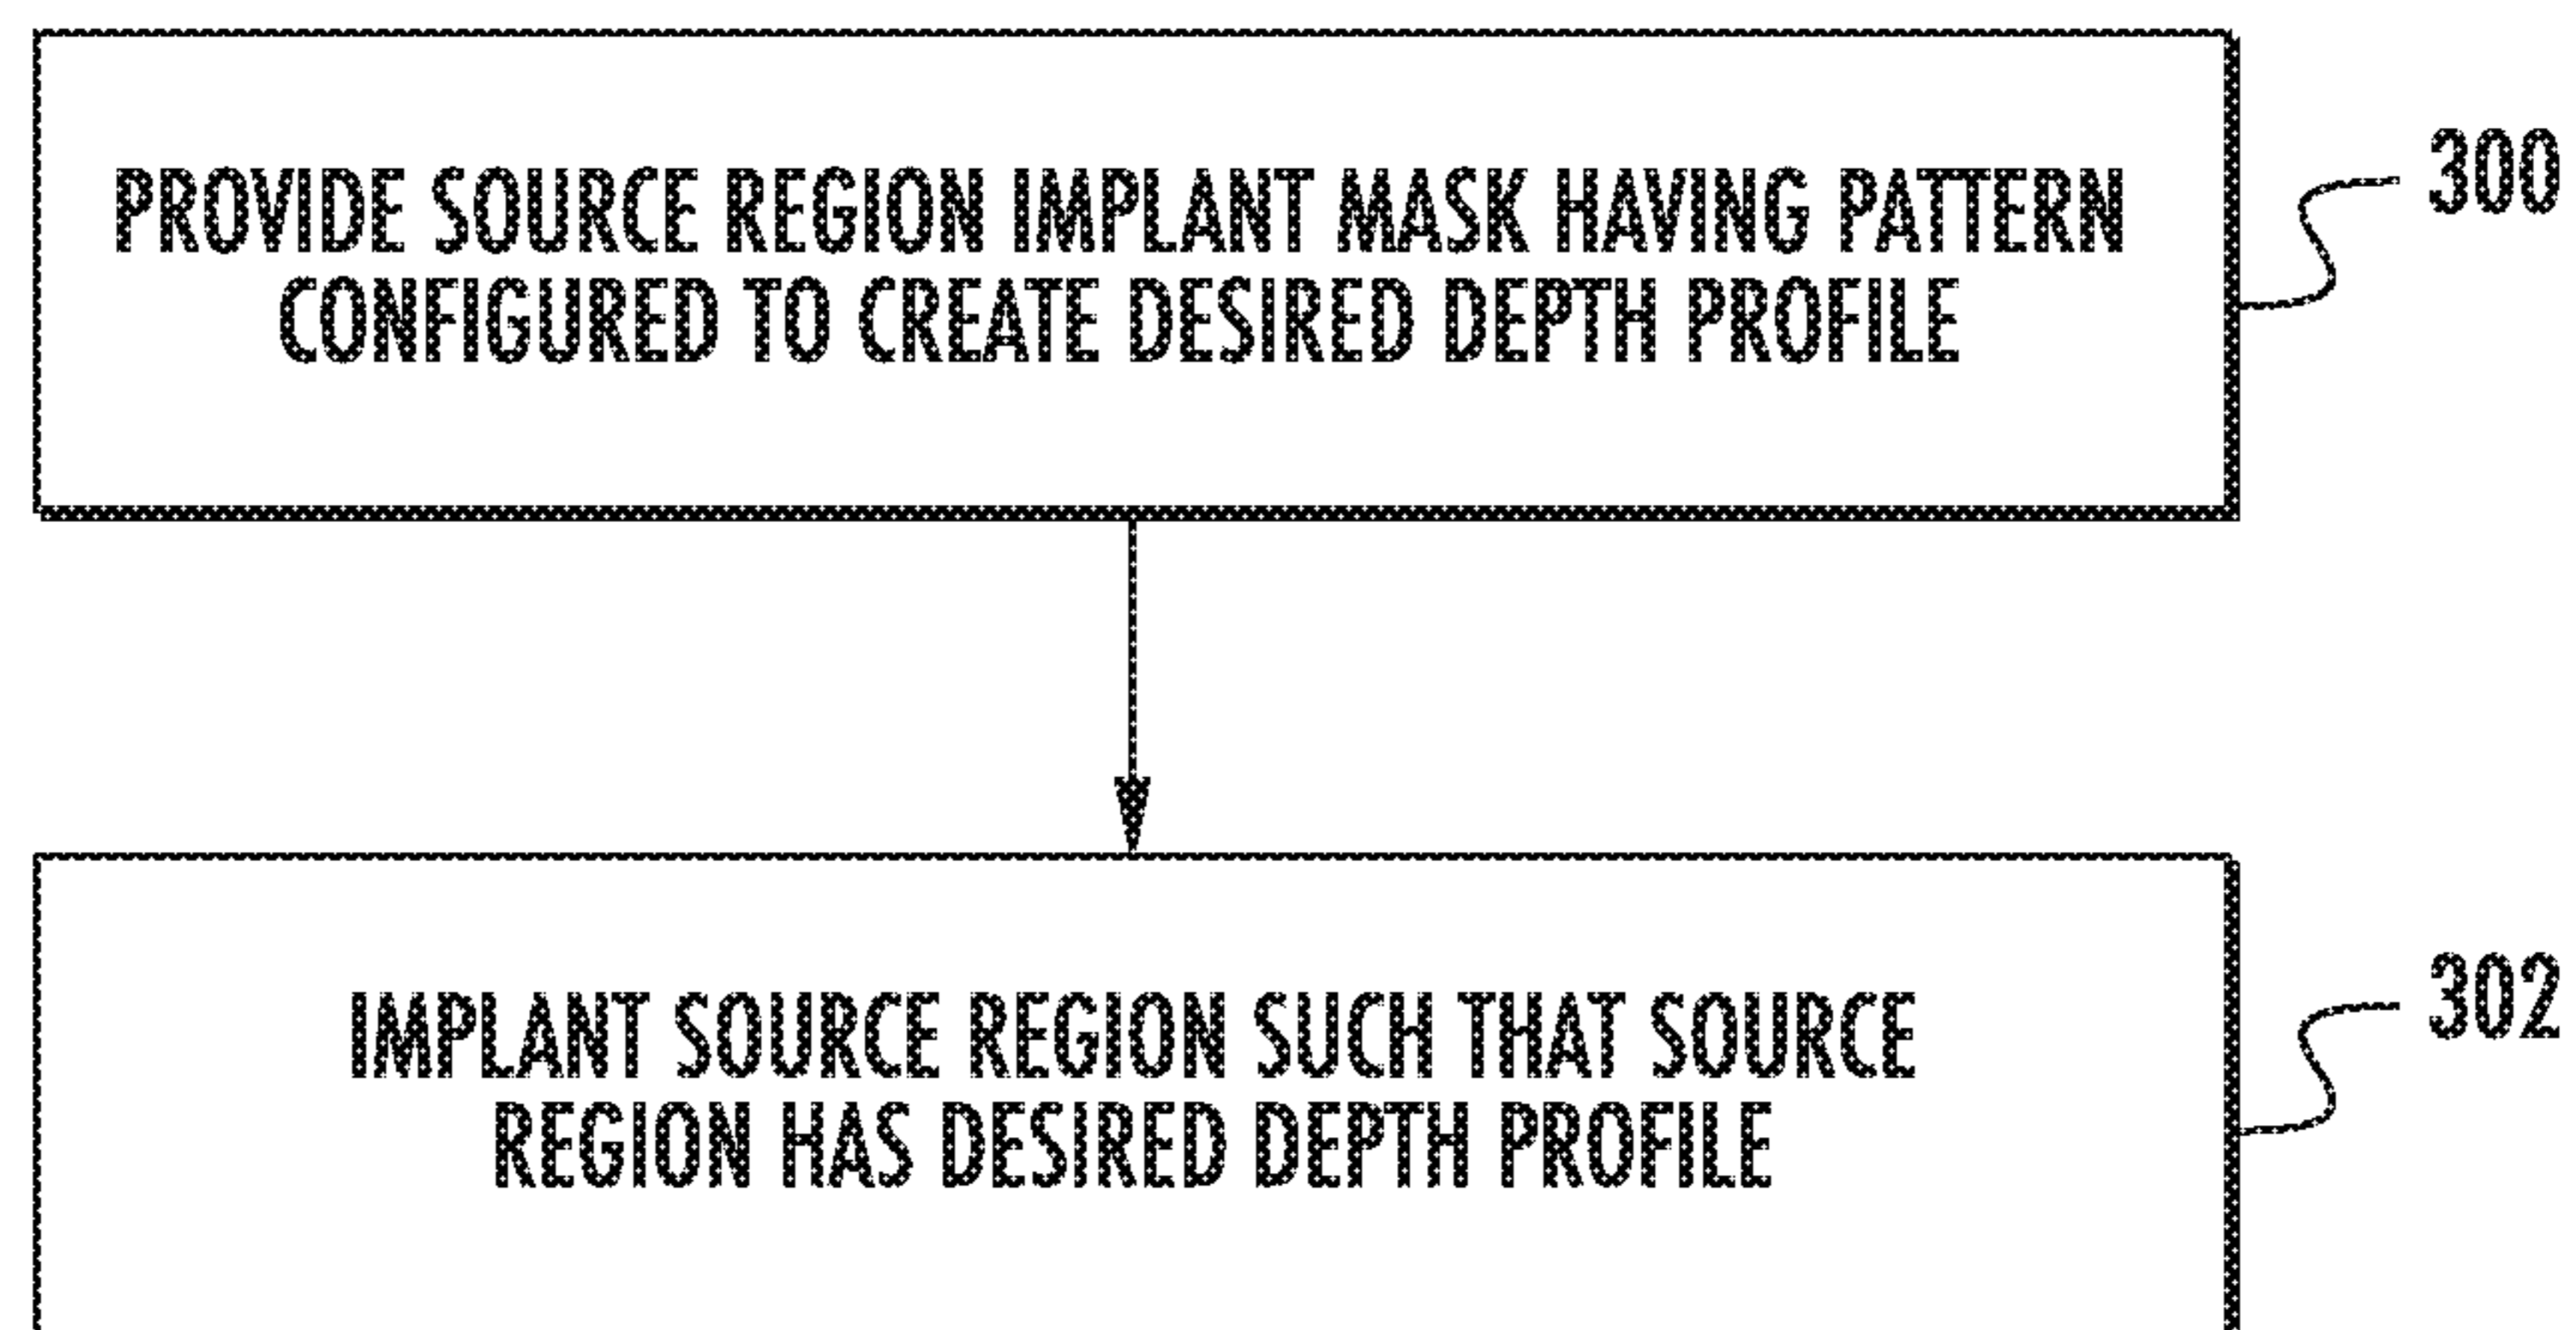 PROVIDE SOURCE REGION IMPLANT MASK HAVING PATTERN
CONFIGURED TO CREATE DESIRED DEPTH PROFILE
300
IMPLANT SOURCE REGION SUCH THAT SOURCE
REGION HAS DESIRED DEPTH PROFILE
302